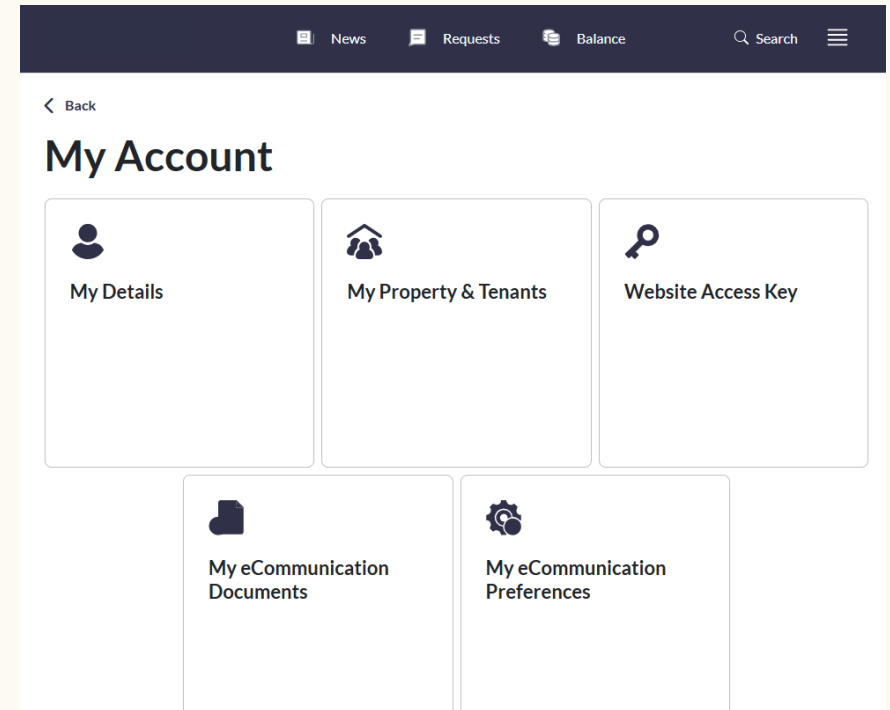 News Requests Balance Search
Back
My Account
My Details
My Property & Tenants
Website Access Key
My eCommunication
Documents
My eCommunication
Preferences